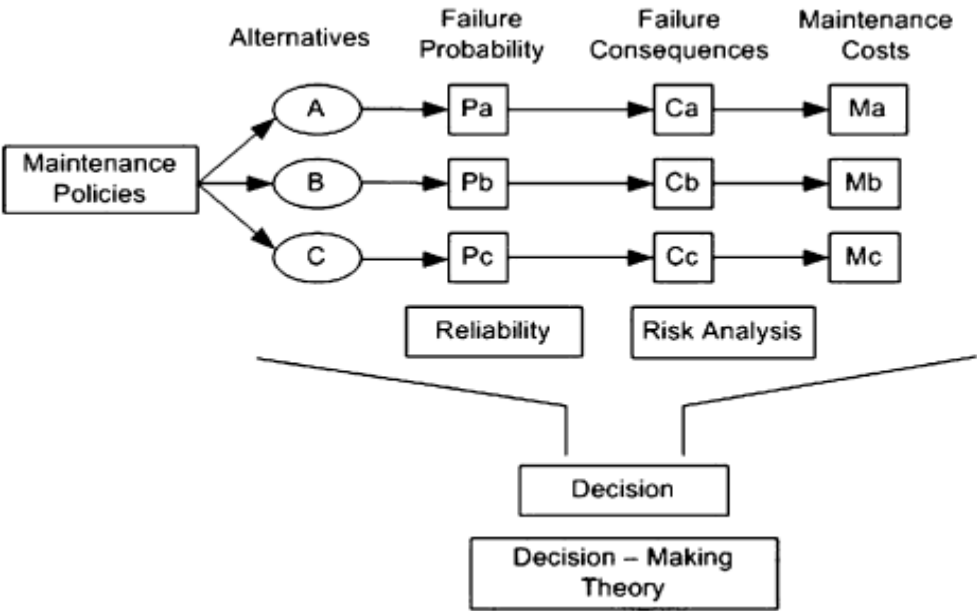 Alternatives
Failure
Probability
Failure
Consequences
Maintenance
Costs
A
Pa
Ca
Ma
Maintenance
Policies
B
Pb
Cb
Mb
C
Pc
Cc
Mc
Reliability
Risk Analysis
Decision
Decision – Making
Theory